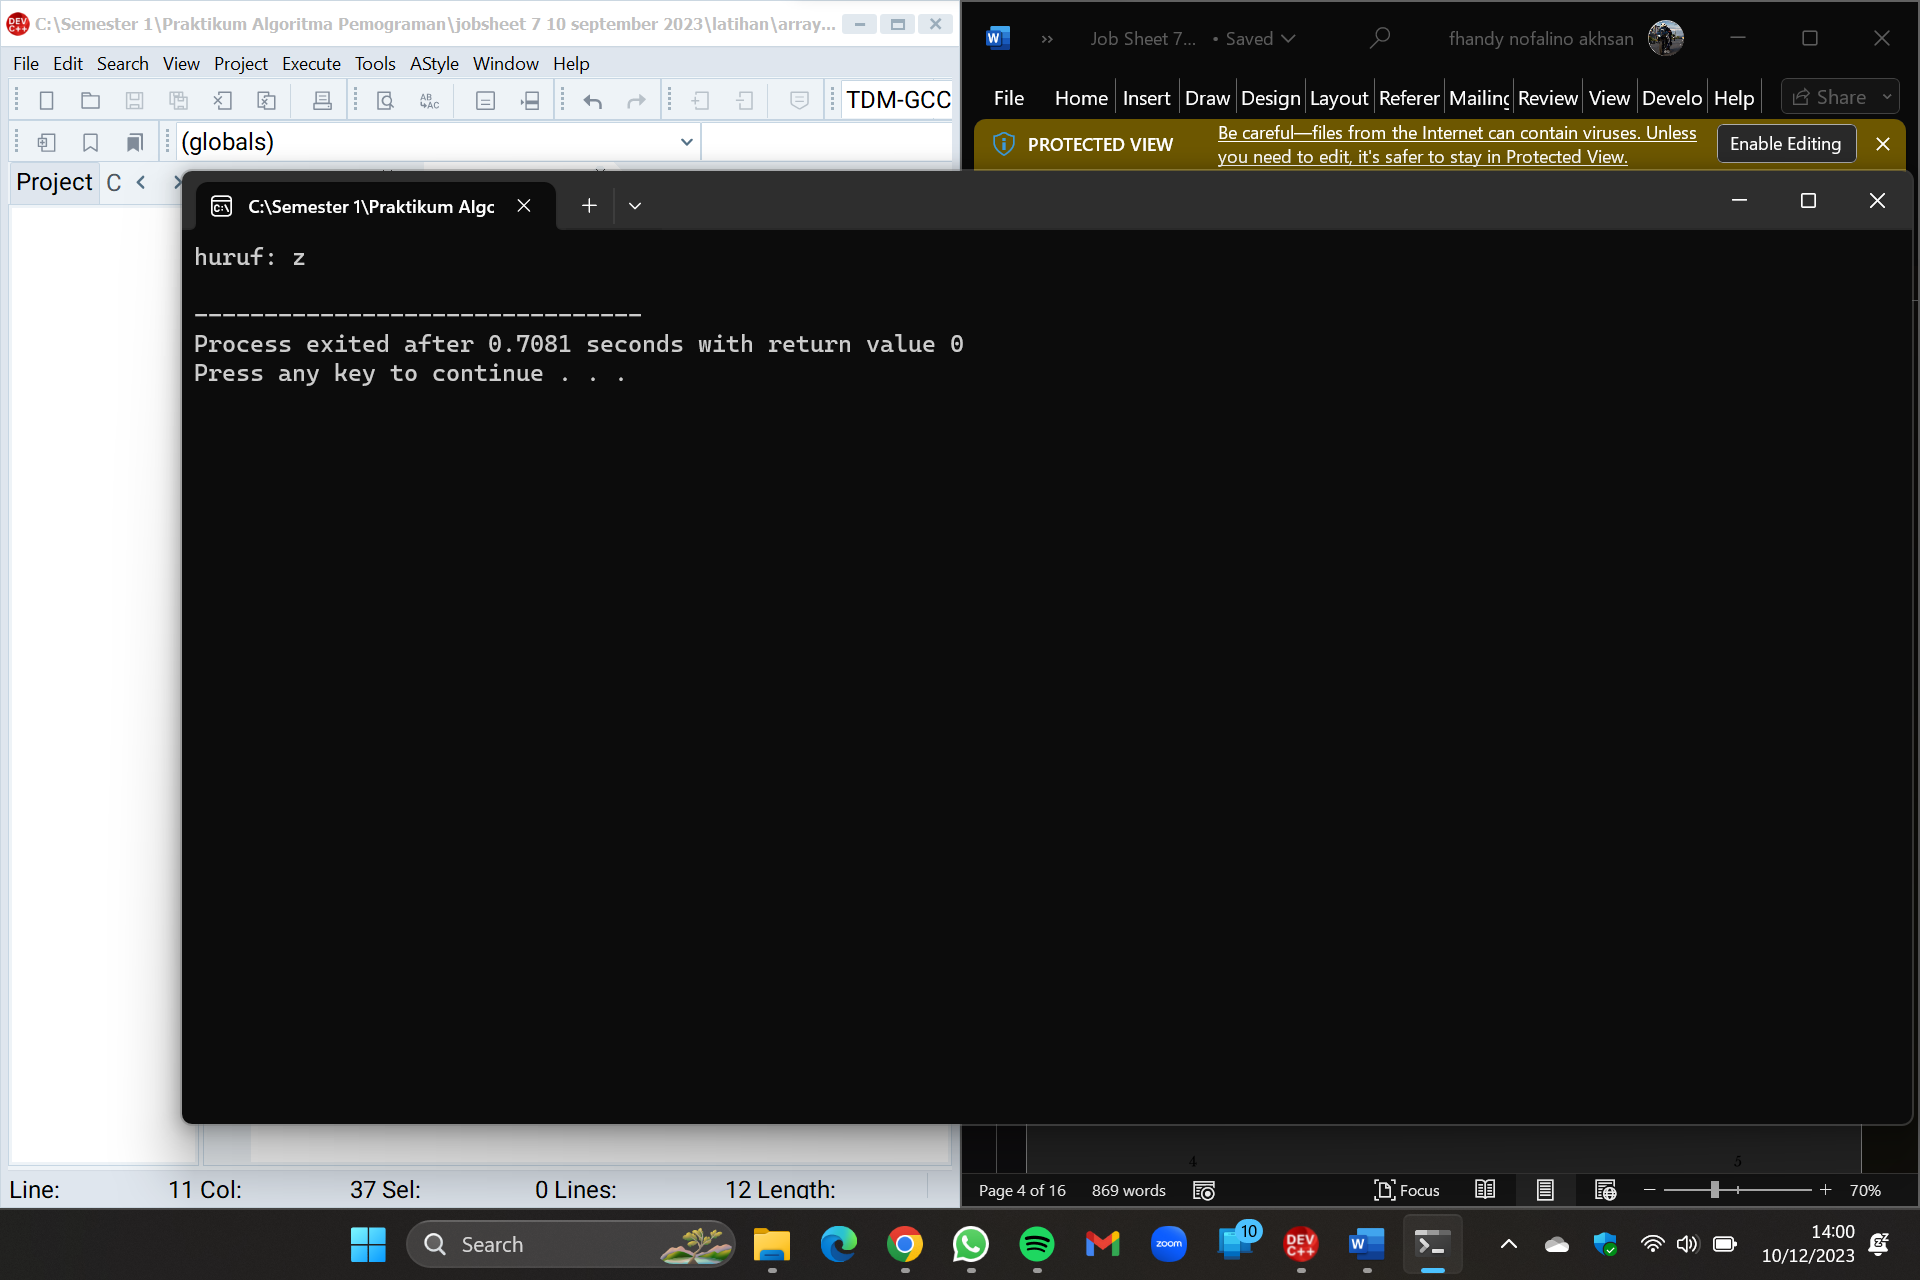 C:\Semester 1\Praktikum Algoritma Pemograman\jobsheet 7 10 september 2023\latihan\array...
File Edit Search View Project Execute Tools AStyle Window Help
TDM-GCC
(globals)
Project C
Job Sheet 7... • Saved
fhandy nofalino akhsan
File Home Insert Draw Design Layout Referer Mailing Review View Develo Help Share
PROTECTED VIEW
Be careful—files from the Internet can contain viruses. Unless
you need to edit, it's safer to stay in Protected View.
Enable Editing
C:\Semester 1\Praktikum Algc
huruf: z
--------------------------------
Process exited after 0.7081 seconds with return value 0
Press any key to continue . . .
4 5
Line: 11 Col: 37 Sel: 0 Lines: 12 Length:
Page 4 of 16 869 words Focus 70%
Search
zoom
10
DEV
C++
W
14:00
10/12/2023